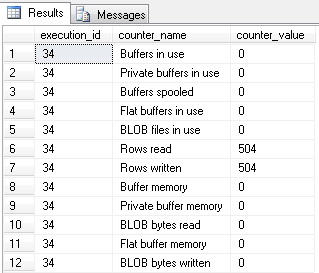 Results Messages
execution_id counter_name counter_value
1 34 Buffers in use 0
2 34 Private buffers in use 0
3 34 Buffers spooled 0
4 34 Flat buffers in use 0
5 34 BLOB files in use 0
6 34 Rows read 504
7 34 Rows written 504
8 34 Buffer memory 0
9 34 Private buffer memory 0
10 34 BLOB bytes read 0
11 34 Flat buffer memory 0
12 34 BLOB bytes written 0